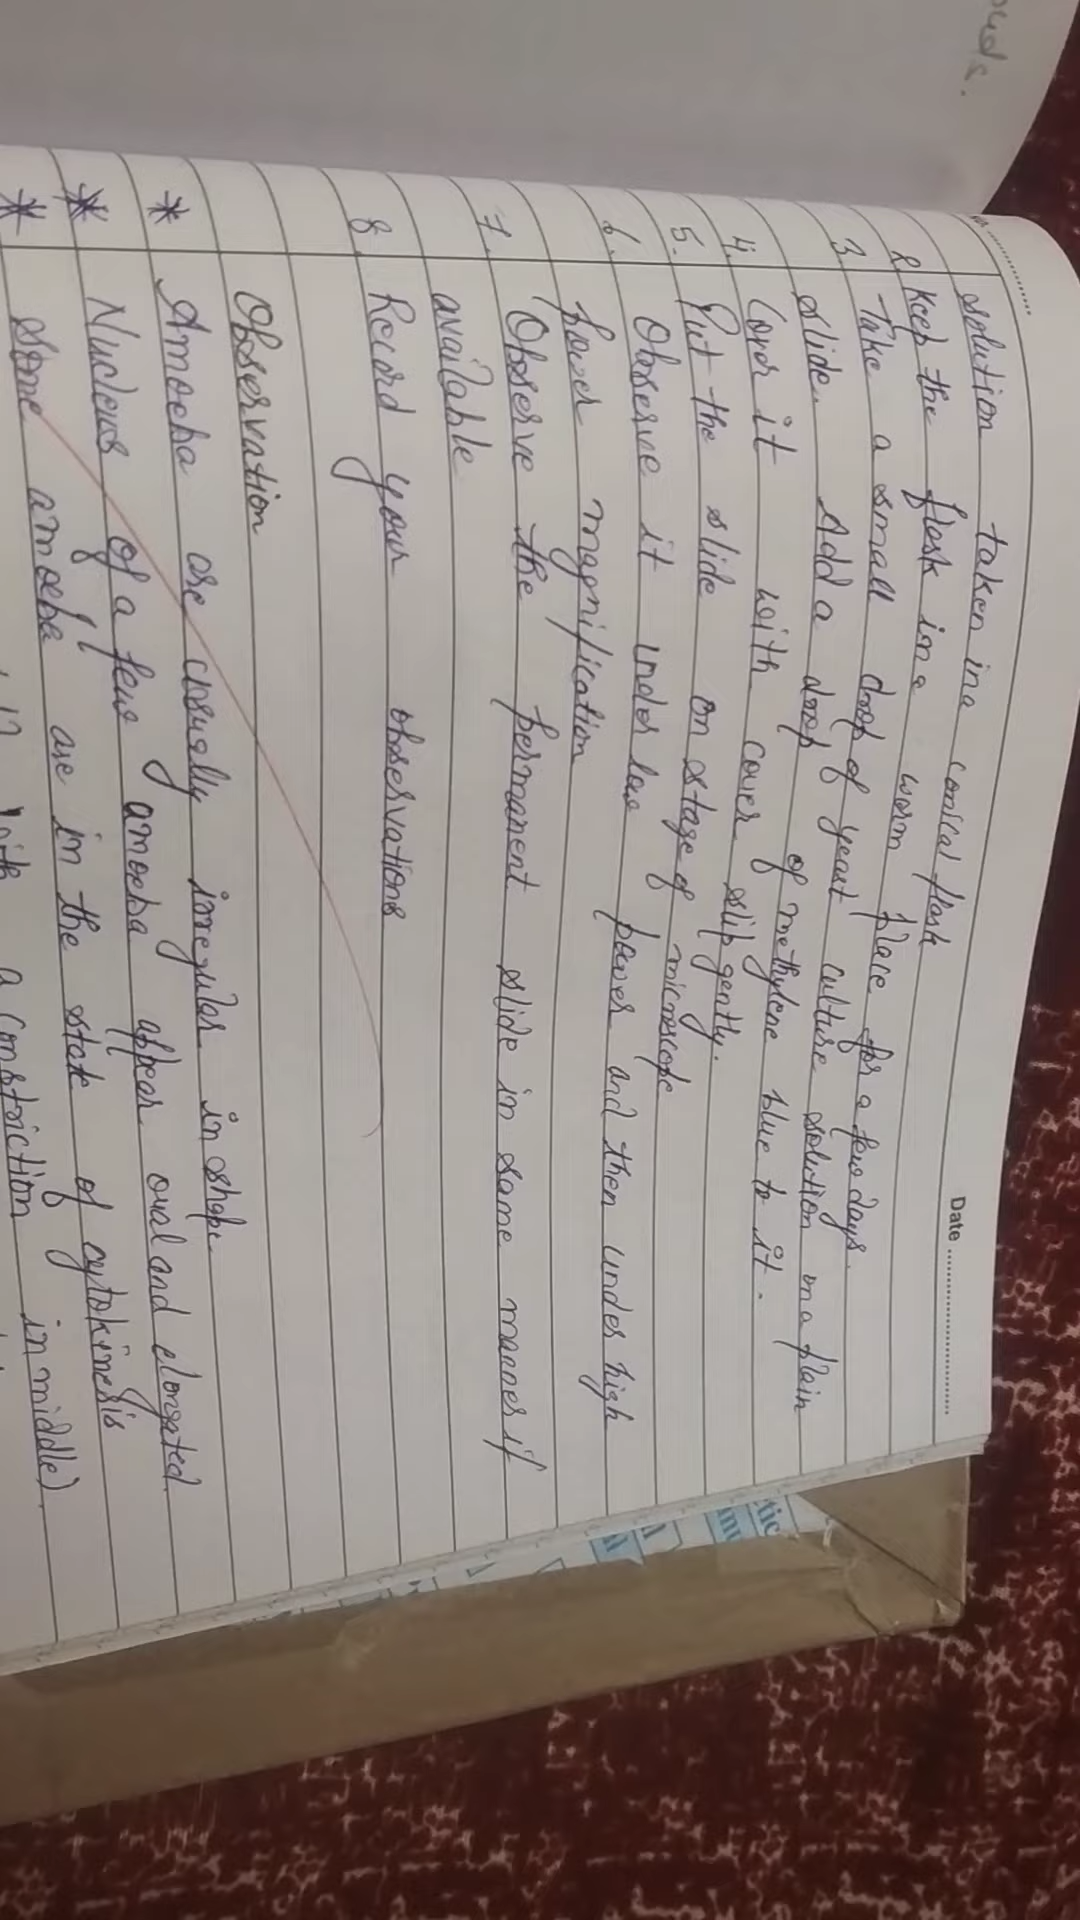 ouds.
Date
solution taken in a conical flask
2. Keep the flask in a warm place for a few days.
3 Take a small drop of yeast culture solution on a plain
slide. Add a drop of methylene blue to it.
4. Cover it with cover slip gently.
5. Put the slide on stage of microscope
6. Observe it under low power and then under high
power magnification
7. Observe the permanent slide in same manner if
available
8. Record your observations
Observation
* Amoeba are usually irregular in shape.
* Nucleus of a few amoeba appear oval and elongated
* Some amoeba are in the state of cytokinesis
a constriction in middle)